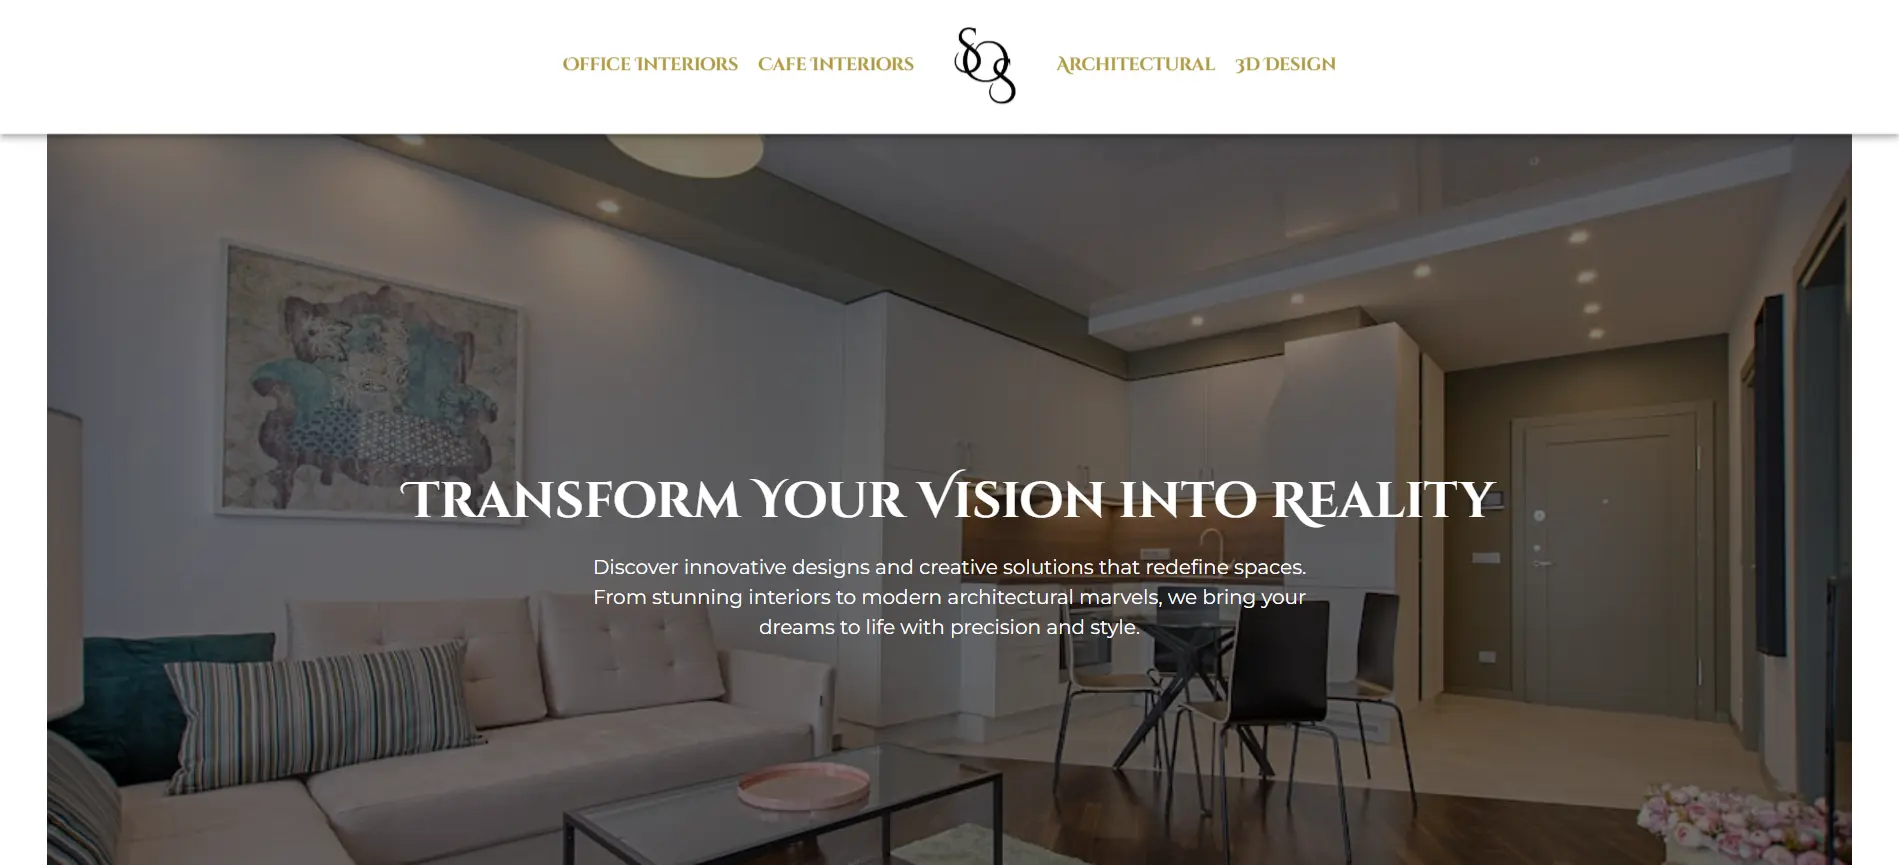 Office Interiors Cafe Interiors SOS Architectural 3D Design
Transform Your Vision into Reality
Discover innovative designs and creative solutions that redefine spaces.
From stunning interiors to modern architectural marvels, we bring your
dreams to life with precision and style.